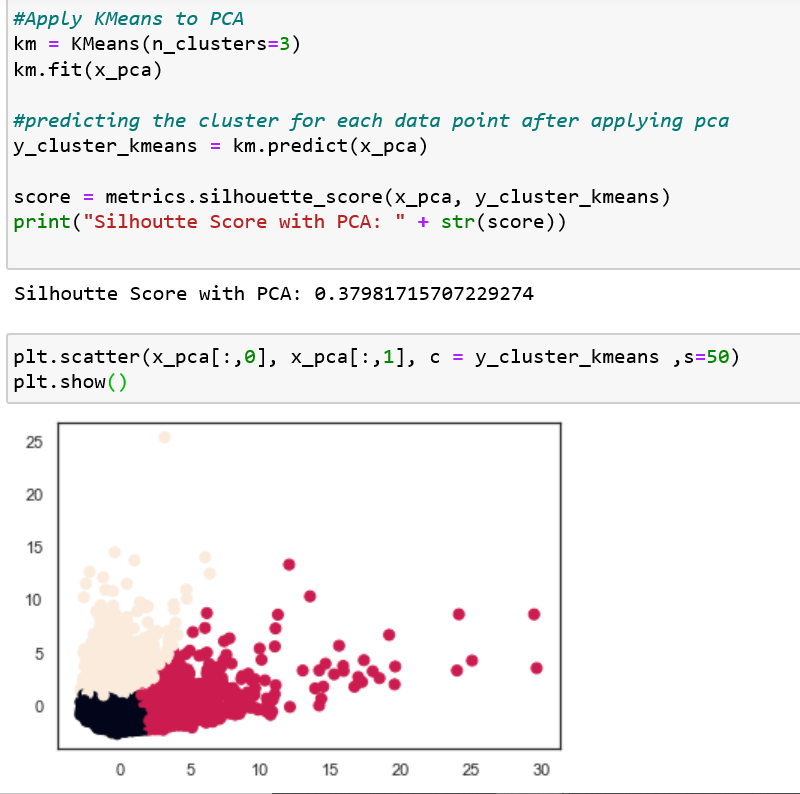 #Apply KMeans to PCA
km = KMeans(n_clusters=3)
km.fit(x_pca)
#predicting the cluster for each data point after applying pca
y_cluster_kmeans = km.predict(x_pca)
score = metrics.silhouette_score(x_pca, y_cluster_kmeans)
print("Silhoutte Score with PCA: " + str(score))
Silhoutte Score with PCA: 0.37981715707229274
plt.scatter(x_pca[:,0], x_pca[:,1], c = y_cluster_kmeans ,s=50)
plt.show()
25
20
15
10
5
0
0 5 10 15 20 25 30